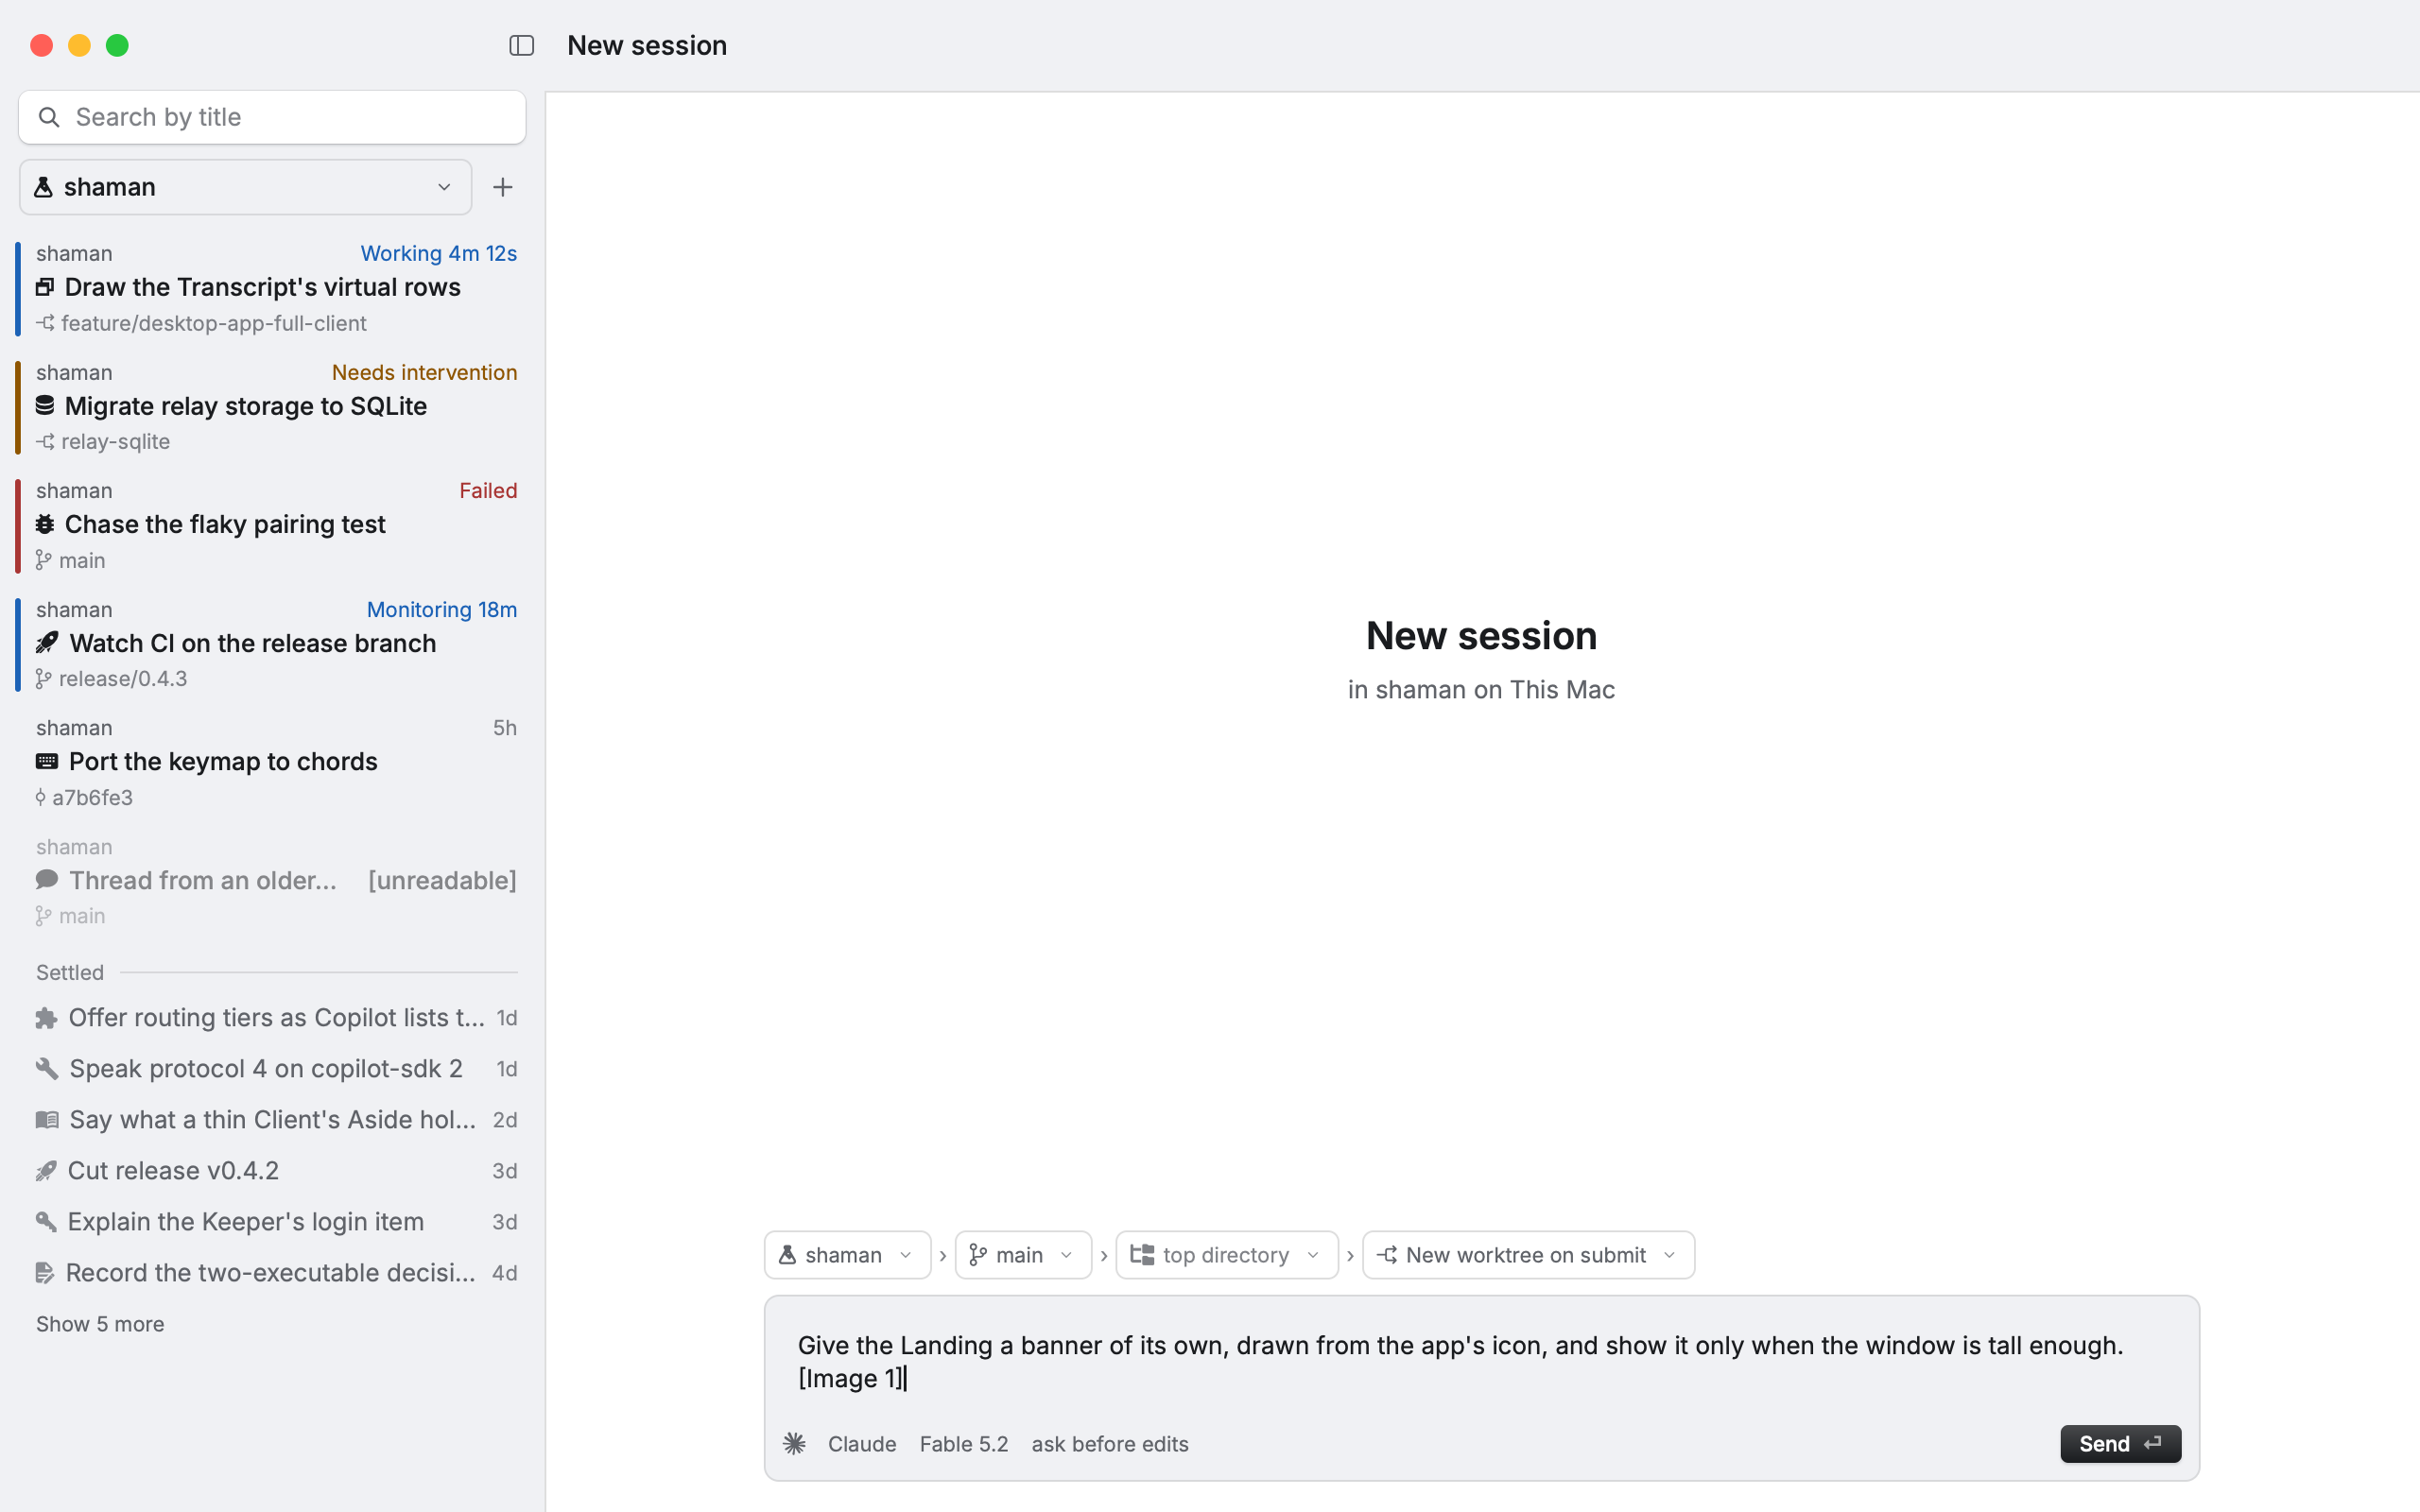 New session
Search by title
shaman
shaman Working 4m 12s
Draw the Transcript's virtual rows
feature/desktop-app-full-client
shaman Needs intervention
Migrate relay storage to SQLite
relay-sqlite
shaman Failed
Chase the flaky pairing test
main
shaman Monitoring 18m
Watch CI on the release branch
release/0.4.3
shaman 5h
Port the keymap to chords
a7b6fe3
shaman
Thread from an older... [unreadable]
main
Settled
Offer routing tiers as Copilot lists t... 1d
Speak protocol 4 on copilot-sdk 2 1d
Say what a thin Client's Aside hol... 2d
Cut release v0.4.2 3d
Explain the Keeper's login item 3d
Record the two-executable decisi... 4d
Show 5 more
New session
in shaman on This Mac
shaman › main › top directory › New worktree on submit
Give the Landing a banner of its own, drawn from the app's icon, and show it only when the window is tall enough.
[Image 1]
Claude Fable 5.2 ask before edits
Send